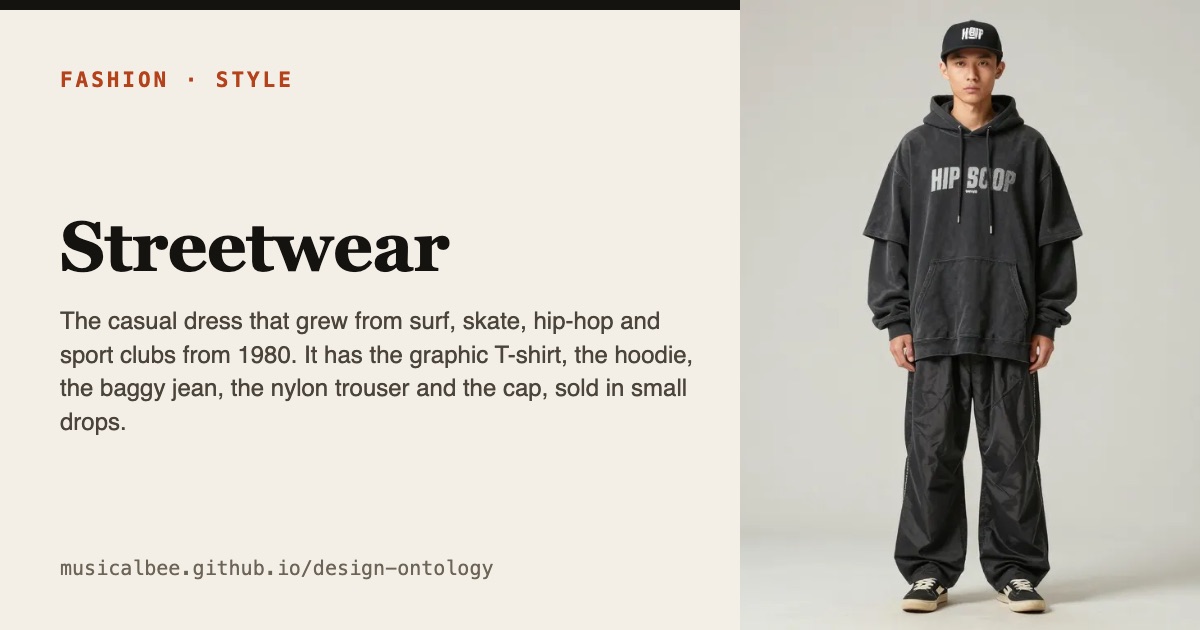 FASHION · STYLE
Streetwear
The casual dress that grew from surf, skate, hip-hop and
sport clubs from 1980. It has the graphic T-shirt, the hoodie,
the baggy jean, the nylon trouser and the cap, sold in small
drops.
musicalbee.github.io/design-ontology
HIP SOOP